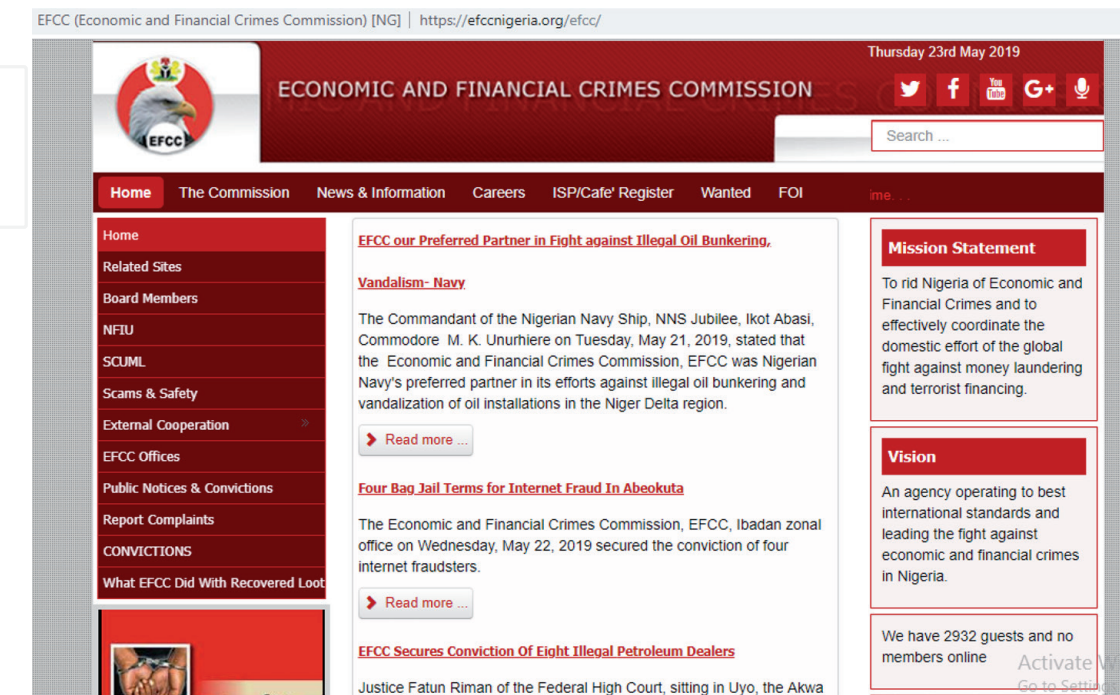 EFCC (Economic and Financial Crimes Commission) [NG] | https://efccnigeria.org/efcc/
Thursday 23rd May 2019
EFCC
ECONOMIC AND FINANCIAL CRIMES COMMISSION
You
Tube
G+
Search ...
Home
The Commission
News & Information
Careers
ISP/Cafe' Register
Wanted
FOI
ime. . .
Home
Related Sites
Board Members
NFIU
SCUML
Scams & Safety
External Cooperation »
EFCC Offices
Public Notices & Convictions
Report Complaints
CONVICTIONS
What EFCC Did With Recovered Loot
EFCC our Preferred Partner in Fight against Illegal Oil Bunkering,
Vandalism- Navy
The Commandant of the Nigerian Navy Ship, NNS Jubilee, Ikot Abasi,
Commodore M. K. Unurhiere on Tuesday, May 21, 2019, stated that
the Economic and Financial Crimes Commission, EFCC was Nigerian
Navy's preferred partner in its efforts against illegal oil bunkering and
vandalization of oil installations in the Niger Delta region.
Read more ...
Four Bag Jail Terms for Internet Fraud In Abeokuta
The Economic and Financial Crimes Commission, EFCC, Ibadan zonal
office on Wednesday, May 22, 2019 secured the conviction of four
internet fraudsters.
Read more ...
EFCC Secures Conviction Of Eight Illegal Petroleum Dealers
Justice Fatun Riman of the Federal High Court, sitting in Uyo, the Akwa
Mission Statement
To rid Nigeria of Economic and
Financial Crimes and to
effectively coordinate the
domestic effort of the global
fight against money laundering
and terrorist financing.
Vision
An agency operating to best
international standards and
leading the fight against
economic and financial crimes
in Nigeria.
We have 2932 guests and no
members online
Activate W
Go to Settin